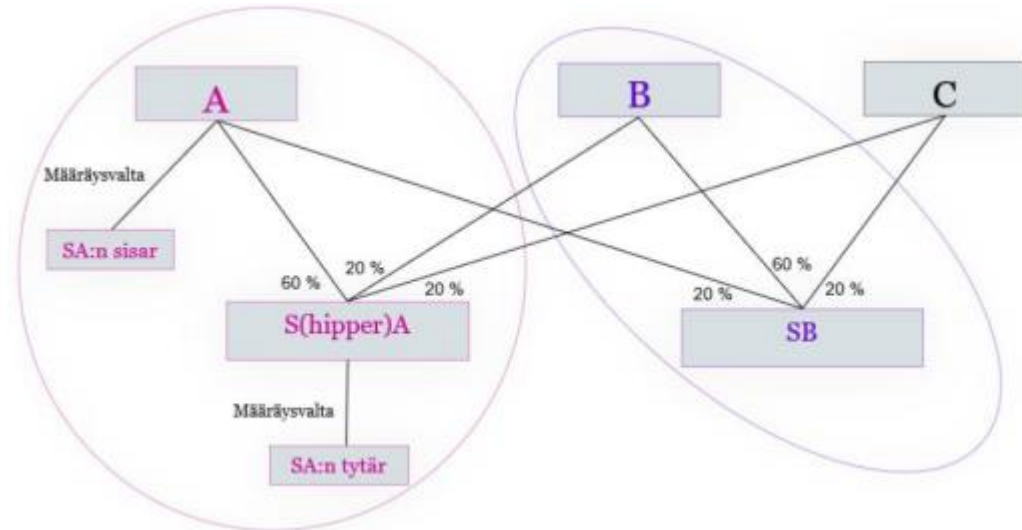 A
B
C
Määräysvalta
SA:n sisar
60 %
20 %
20 %
20 %
60 %
20 %
S(hipper)A
SB
Määräysvalta
SA:n tytär